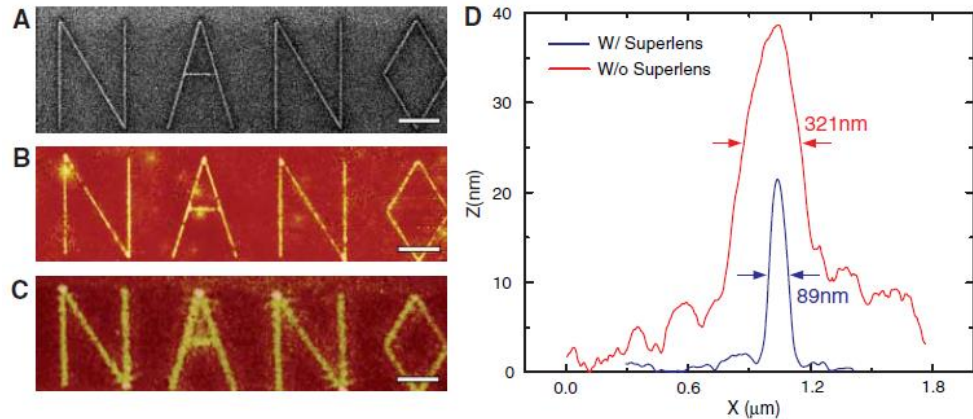 A
NANO
B
NANO
C
NANO
D
W/ Superlens
W/o Superlens
321nm
89nm
40
30
20
10
0
Z(nm)
0.0 0.6 1.2 1.8
X (μm)